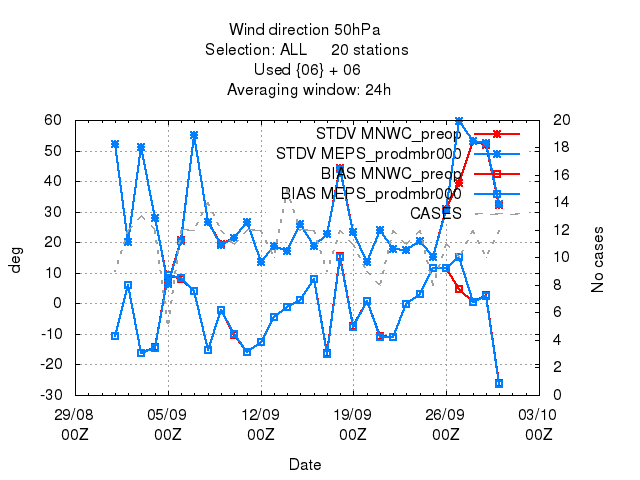 Wind direction 50hPa
Selection: ALL 20 stations
Used {06} + 06
Averaging window: 24h
STDV MNWC_preop
STDV MEPS_prodmbr000
BIAS MNWC_preop
BIAS MEPS_prodmbr000
CASES
deg
60
50
40
30
20
10
0
-10
-20
-30
No cases
20
18
16
14
12
10
8
6
4
2
0
29/08 05/09 12/09 19/09 26/09 03/10
00Z 00Z 00Z 00Z 00Z 00Z
Date